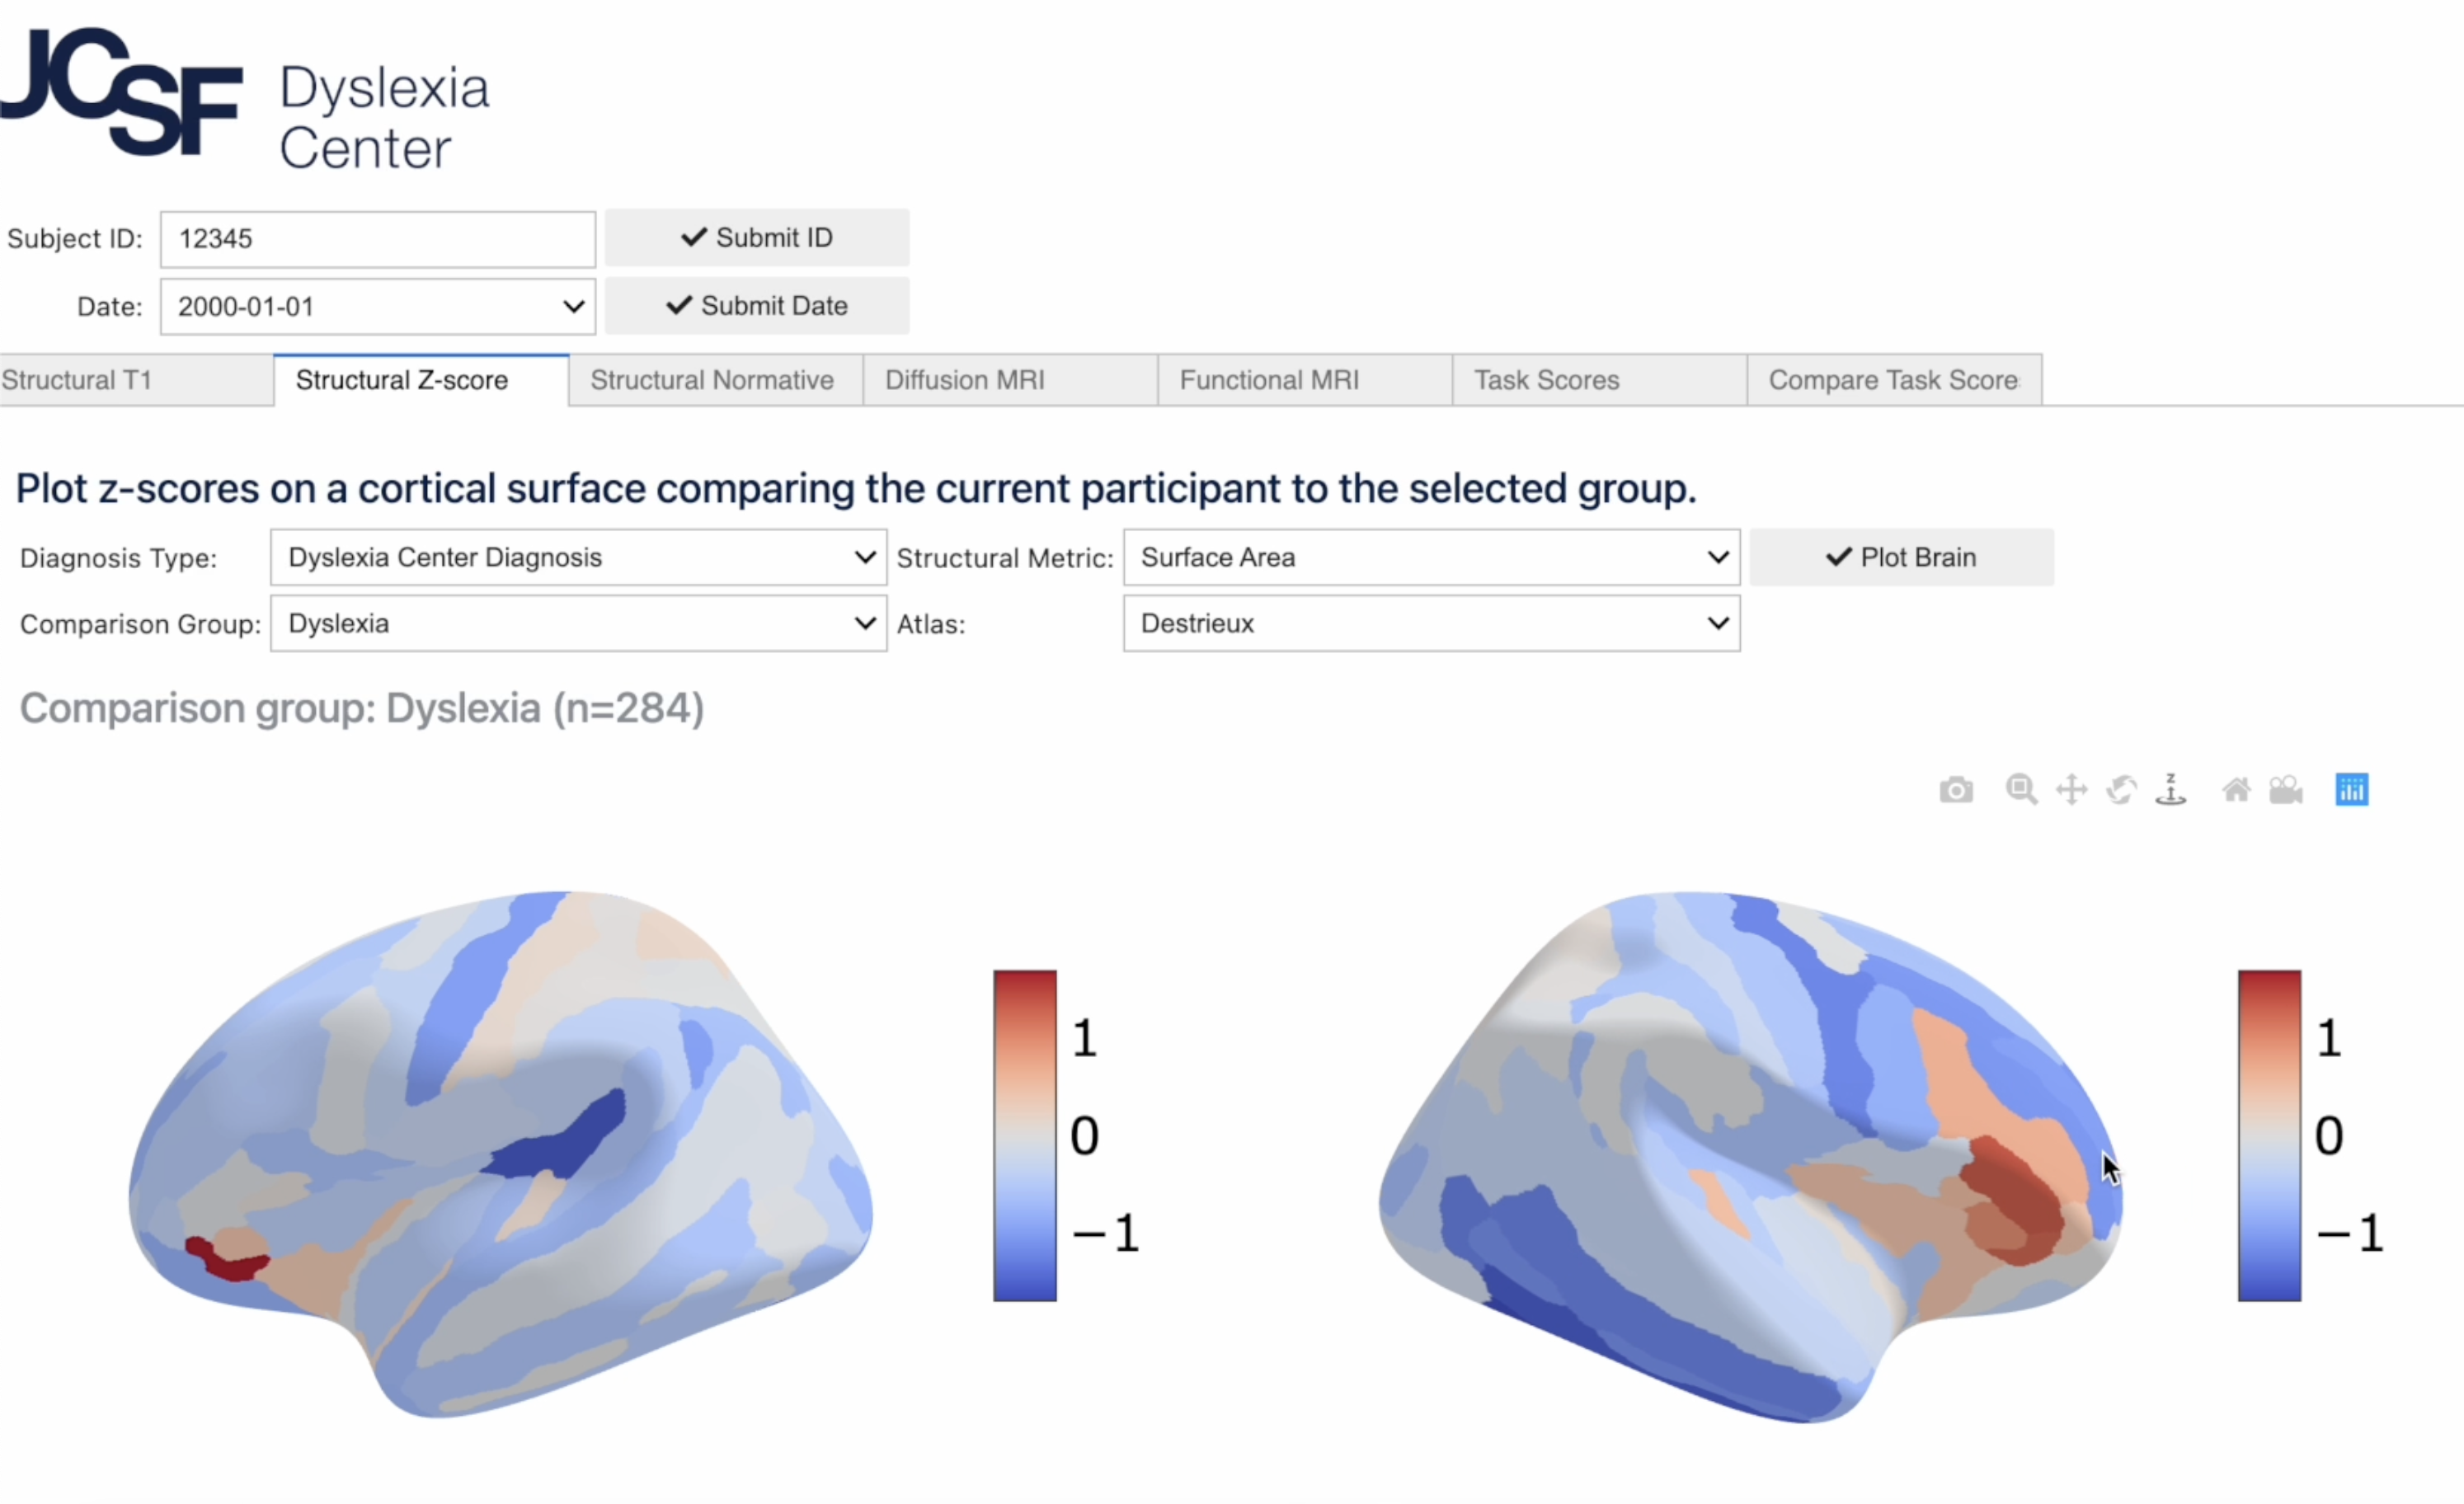 JCSF Dyslexia
Center
Subject ID: 12345 Submit ID
Date: 2000-01-01 Submit Date
Structural T1 Structural Z-score Structural Normative Diffusion MRI Functional MRI Task Scores Compare Task Score
Plot z-scores on a cortical surface comparing the current participant to the selected group.
Diagnosis Type: Dyslexia Center Diagnosis Structural Metric: Surface Area Plot Brain
Comparison Group: Dyslexia Atlas: Destrieux
Comparison group: Dyslexia (n=284)
z
1 1
0 0
−1 −1